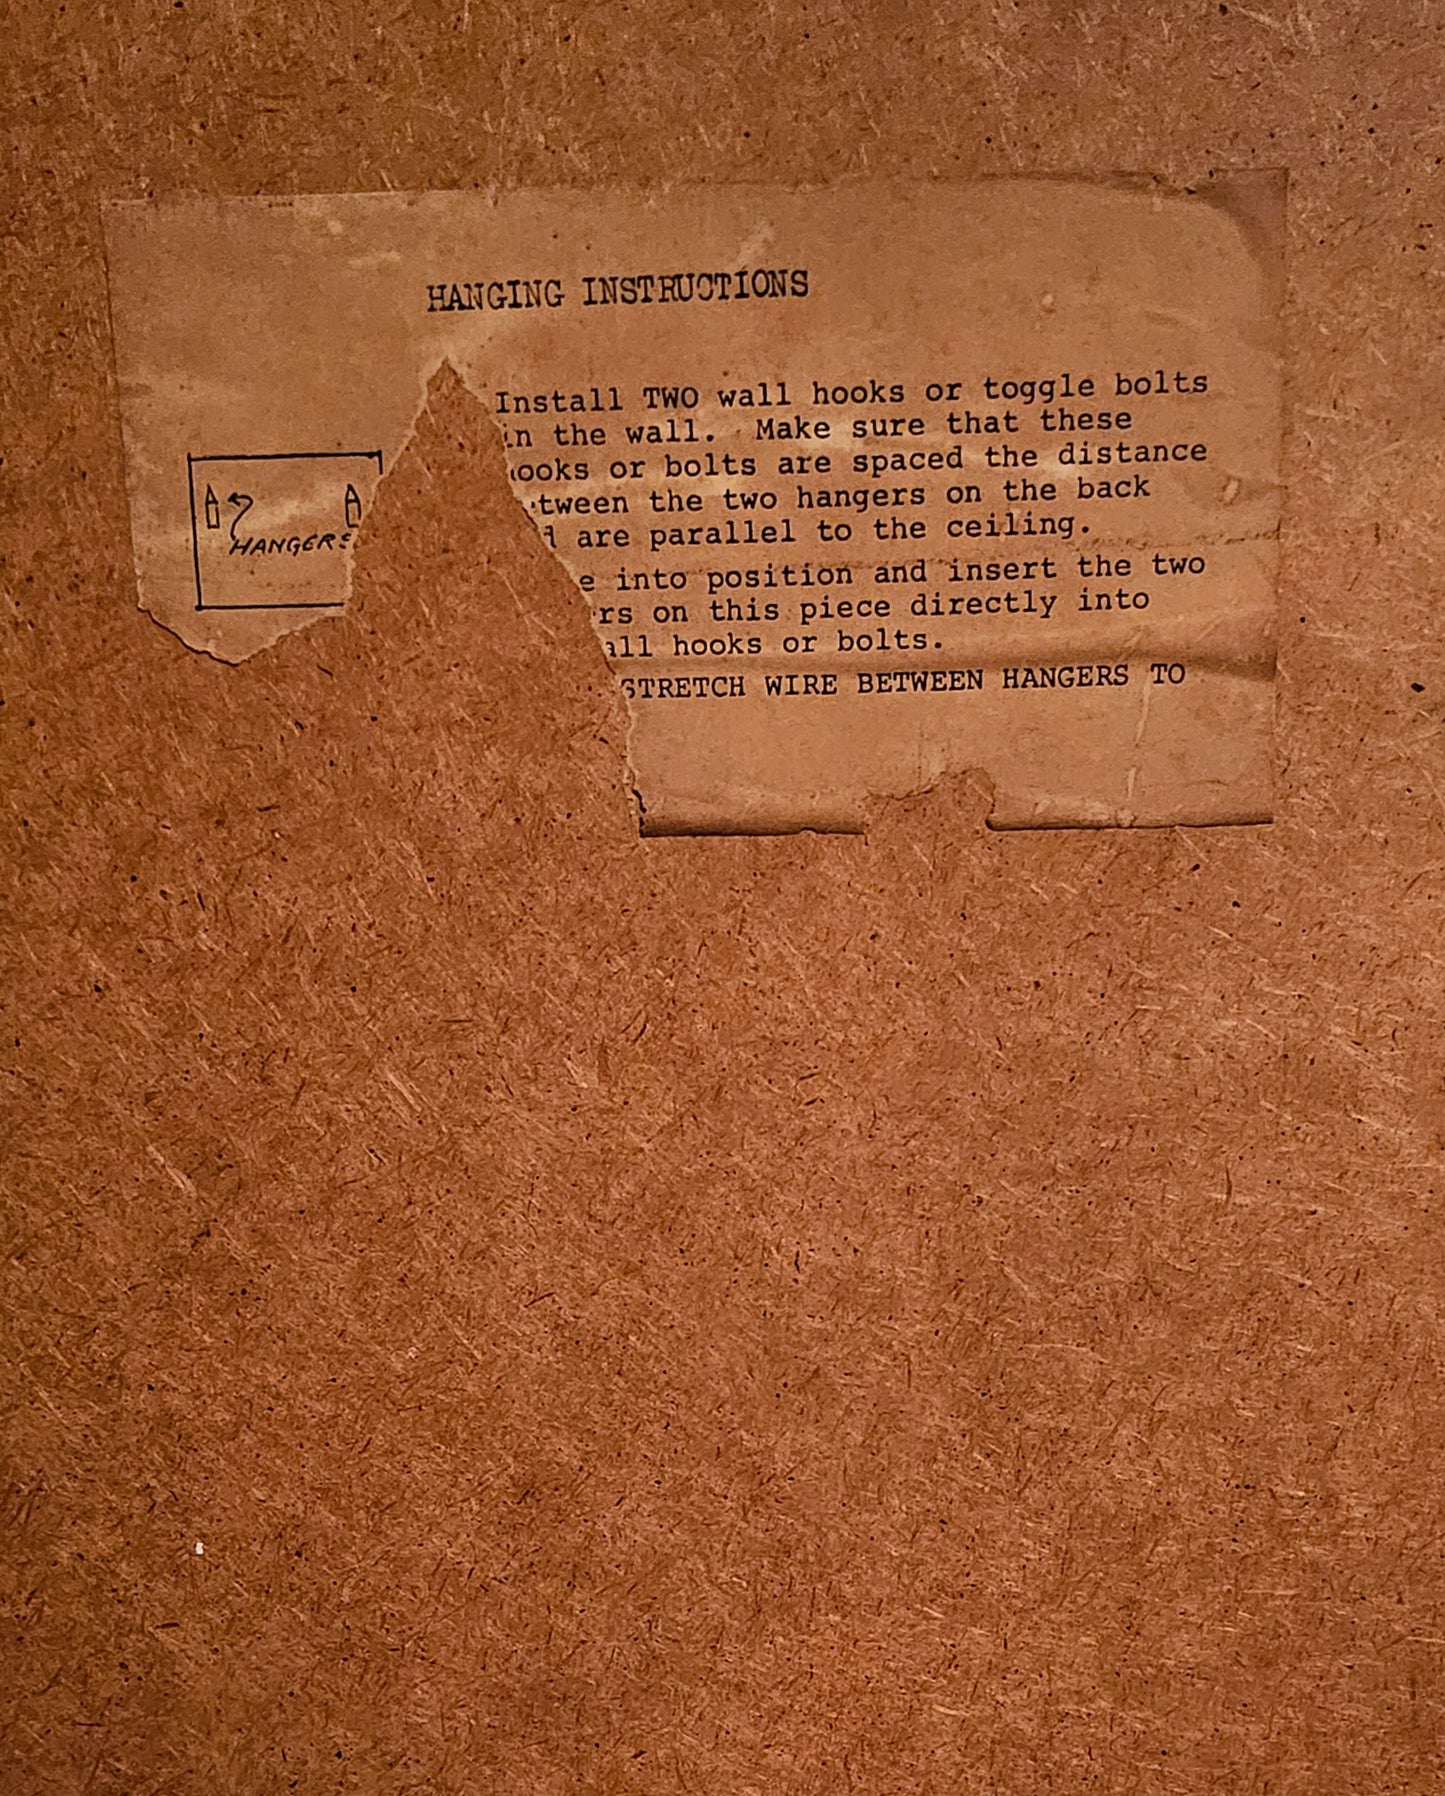 HANGING INSTRUCTIONS
Install TWO wall hooks or toggle bolts
in the wall. Make sure that these
ooks or bolts are spaced the distance
tween the two hangers on the back
are parallel to the ceiling.
e into position and insert the two
rs on this piece directly into
all hooks or bolts.
STRETCH WIRE BETWEEN HANGERS TO
HANGERS